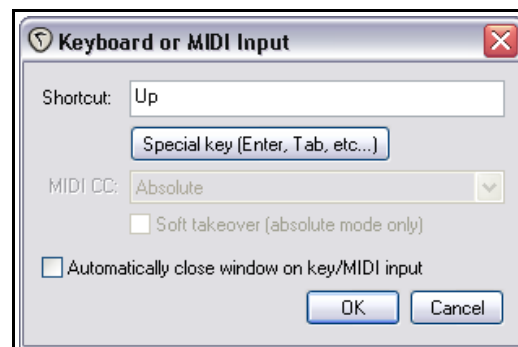 Keyboard or MIDI Input
Shortcut: Up
Special key (Enter, Tab, etc...)
MIDI CC: Absolute
Soft takeover (absolute mode only)
Automatically close window on key/MIDI input
OK Cancel